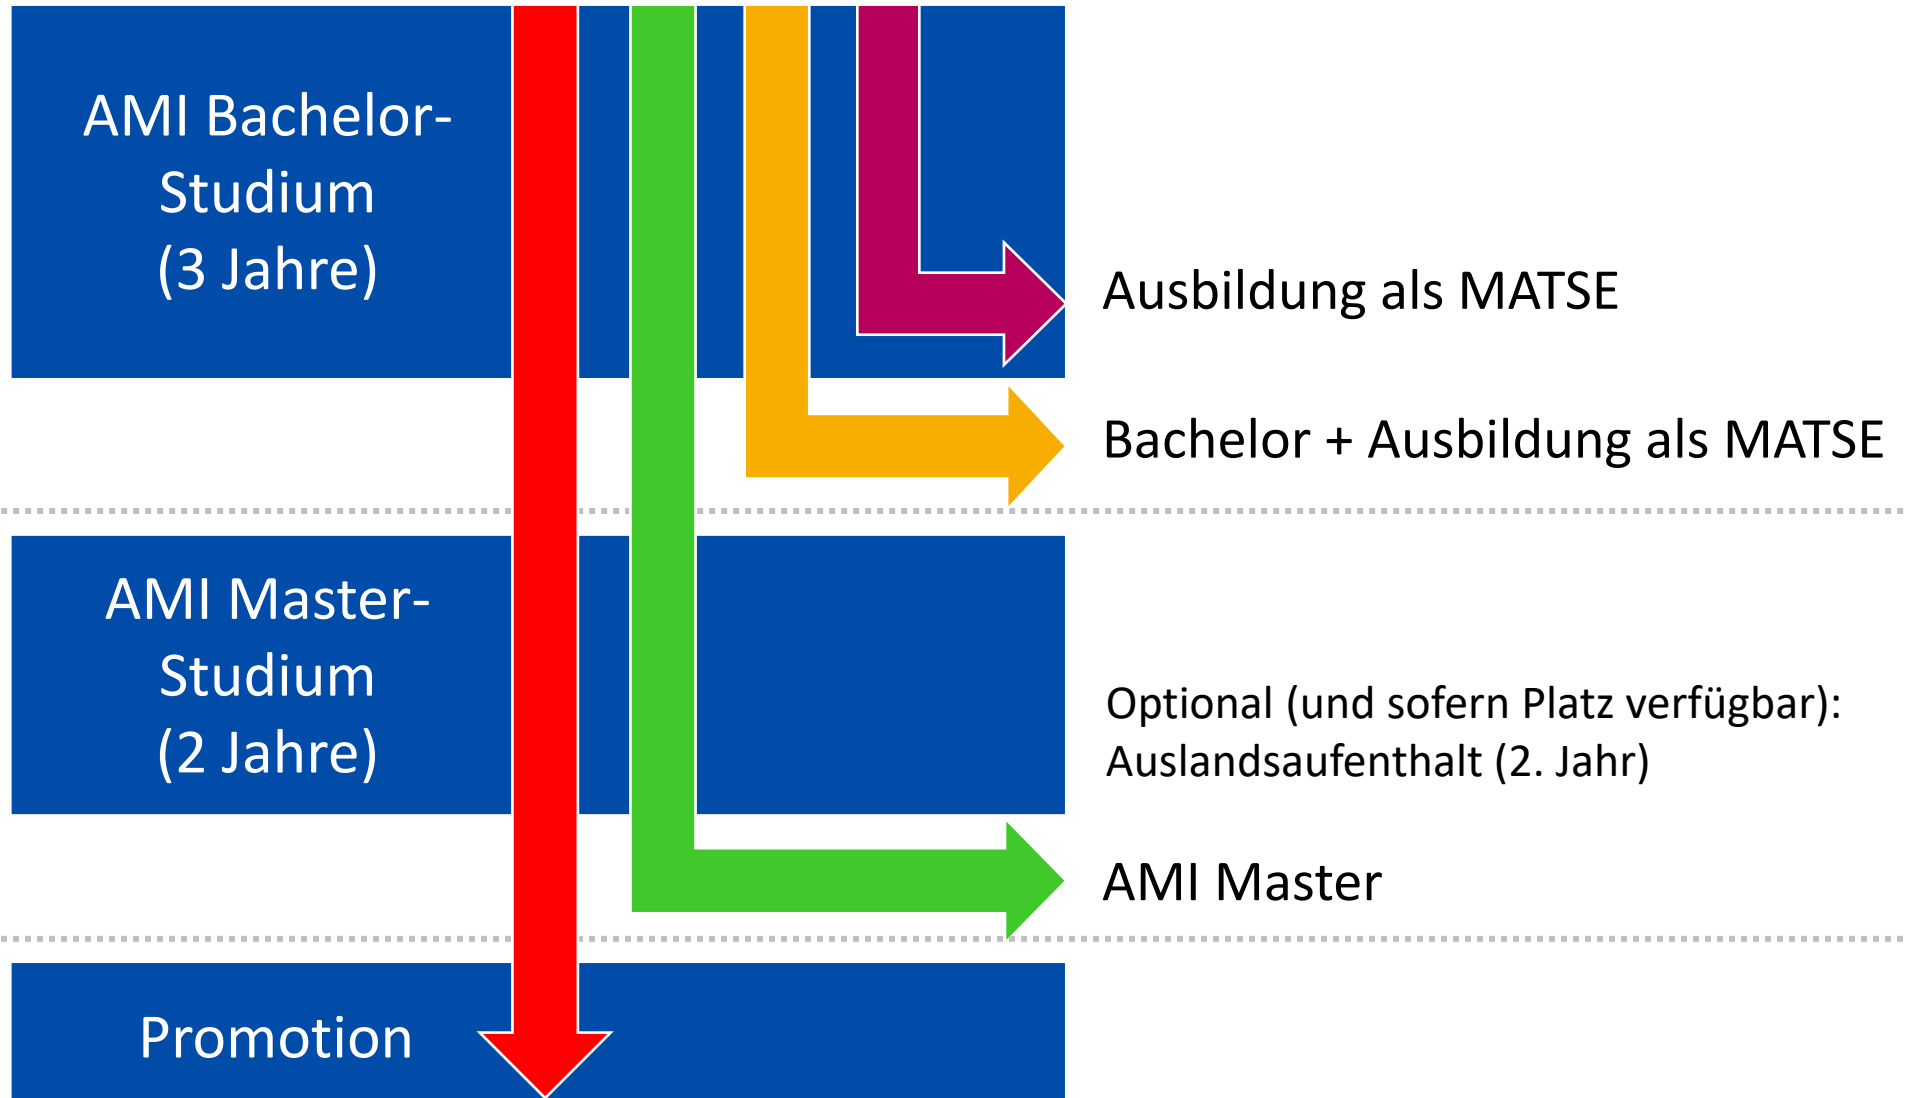 AMI Bachelor-
Studium
(3 Jahre)
Ausbildung als MATSE
Bachelor + Ausbildung als MATSE
AMI Master-
Studium
(2 Jahre)
Optional (und sofern Platz verfügbar):
Auslandsaufenthalt (2. Jahr)
AMI Master
Promotion